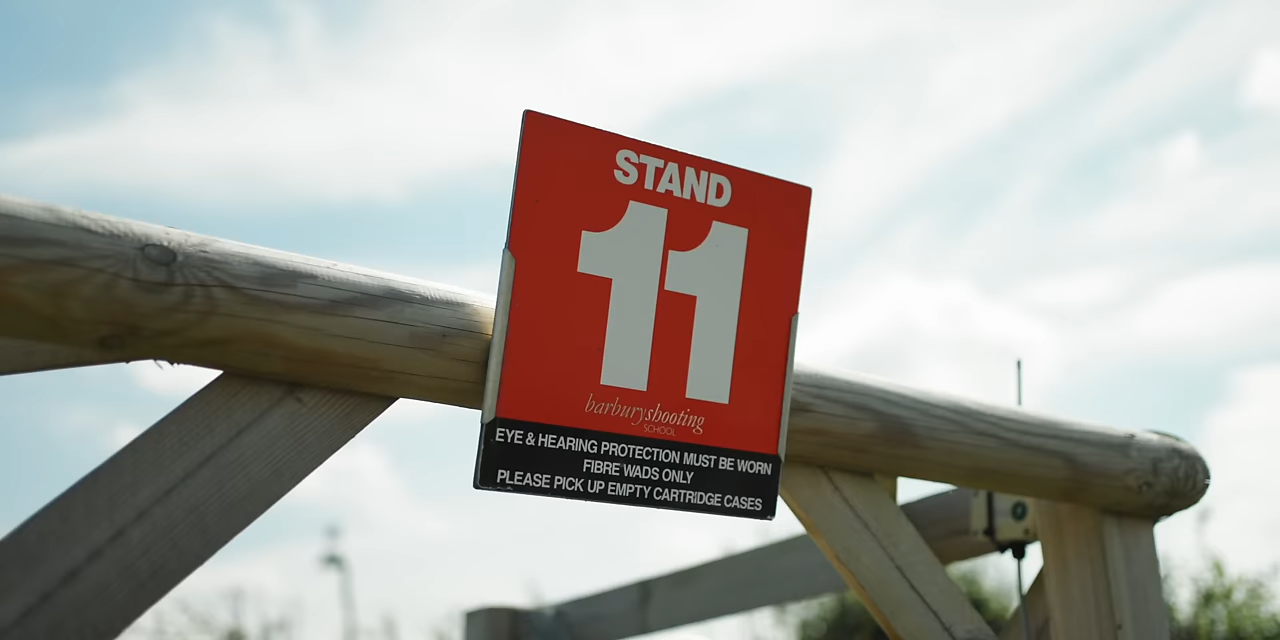 STAND
11
barburyshooting
SCHOOL
EYE & HEARING PROTECTION MUST BE WORN
FIBRE WADS ONLY
PLEASE PICK UP EMPTY CARTRIDGE CASES